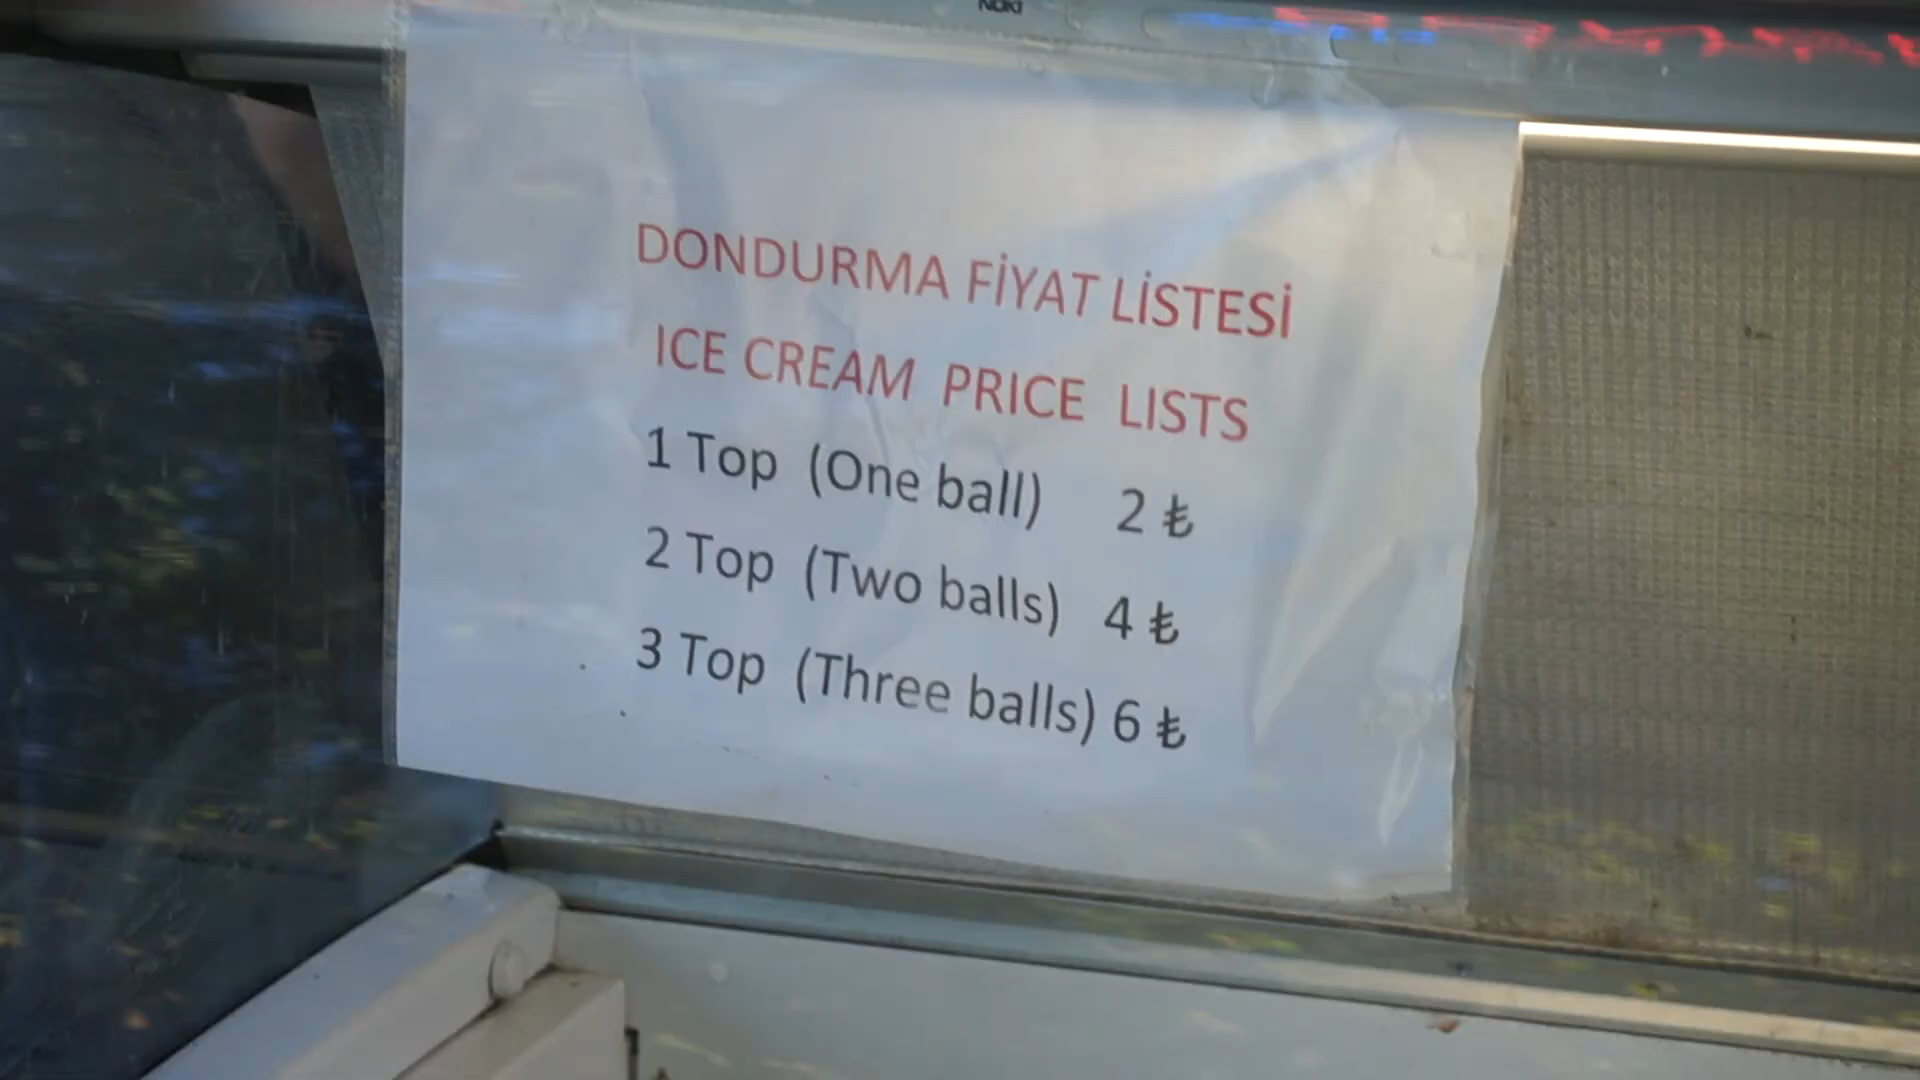 DONDURMA FİYAT LİSTESİ
ICE CREAM PRICE LISTS
1 Top (One ball) 2 ₺
2 Top (Two balls) 4 ₺
3 Top (Three balls) 6 ₺